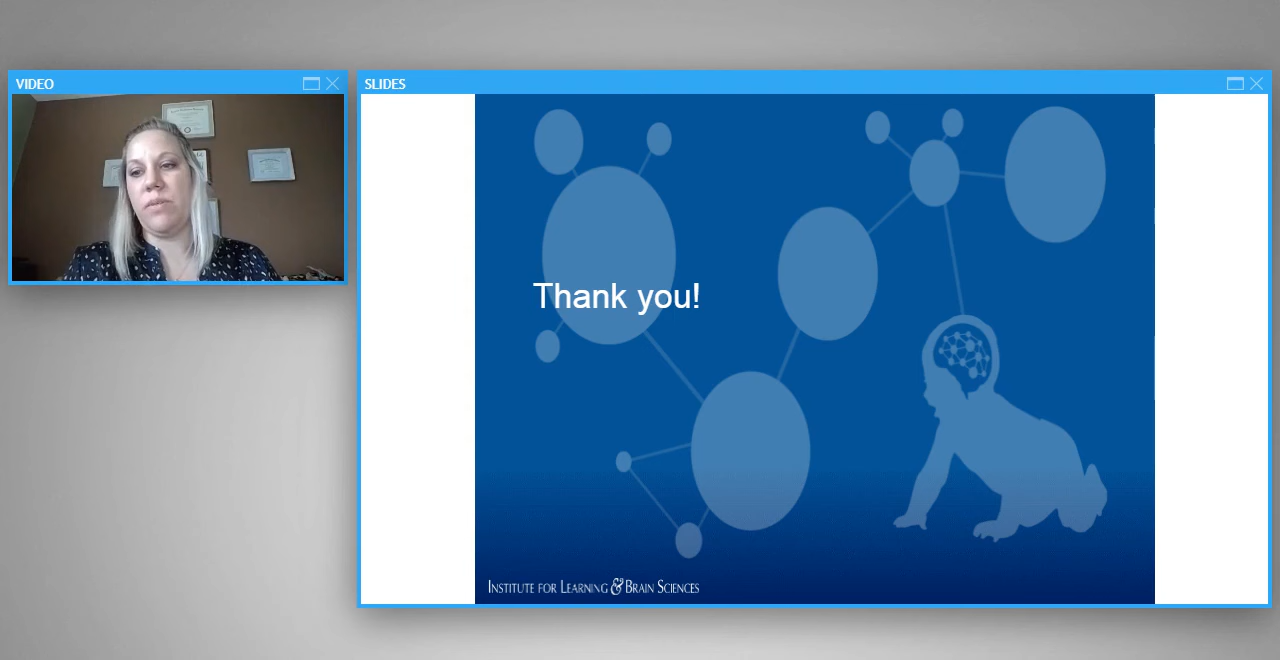 VIDEO
SLIDES
Thank you!
INSTITUTE FOR LEARNING & BRAIN SCIENCES